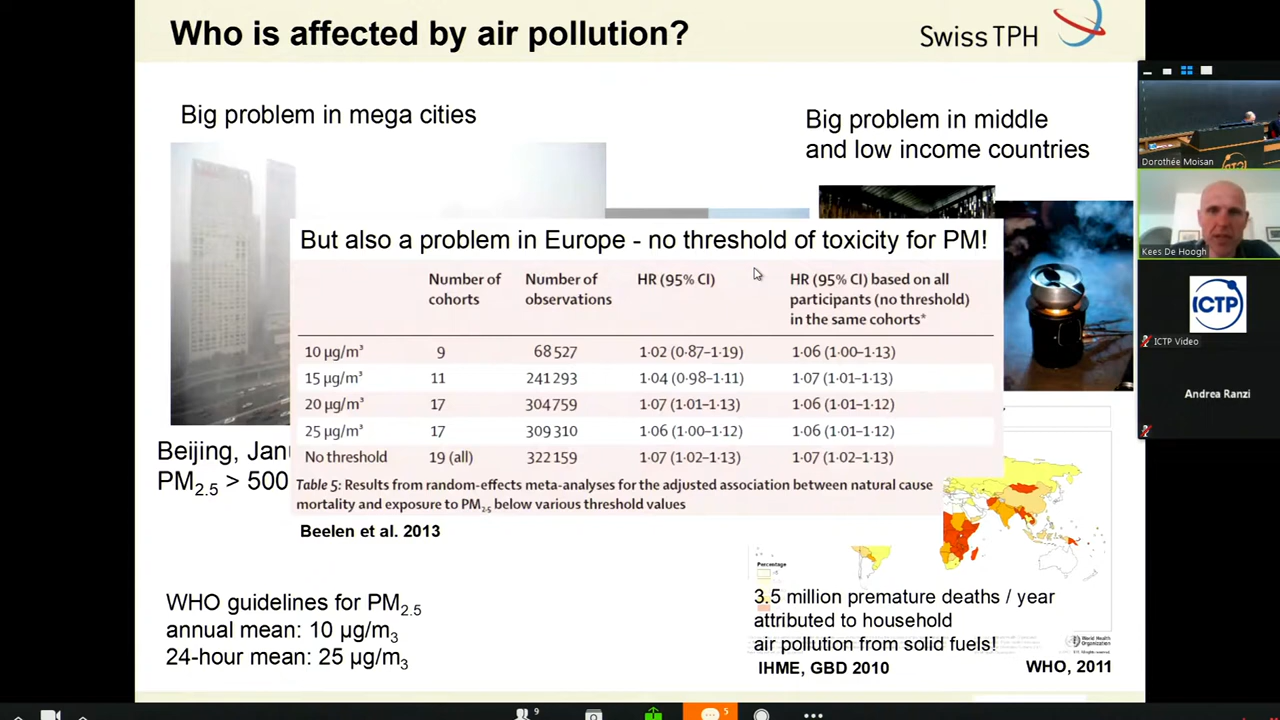 Who is affected by air pollution?
Swiss TPH
Big problem in mega cities
Big problem in middle
and low income countries
But also a problem in Europe - no threshold of toxicity for PM!
Number of cohorts	Number of observations	HR (95% CI)	HR (95% CI) based on all participants (no threshold) in the same cohorts*
10 µg/m³	9	68 527	1·02 (0·87–1·19)	1·06 (1·00–1·13)
15 µg/m³	11	241 293	1·04 (0·98–1·11)	1·07 (1·01–1·13)
20 µg/m³	17	304 759	1·07 (1·01–1·13)	1·06 (1·01–1·12)
25 µg/m³	17	309 310	1·06 (1·00–1·12)	1·06 (1·01–1·12)
No threshold	19 (all)	322 159	1·07 (1·02–1·13)	1·07 (1·02–1·13)
Table 5: Results from random-effects meta-analyses for the adjusted association between natural cause
mortality and exposure to PM2·5 below various threshold values
Beelen et al. 2013
Beijing,
PM2.5 > 500
WHO guidelines for PM2.5
annual mean: 10 µg/m3
24-hour mean: 25 µg/m3
Percentage
3.5 million premature deaths / year
attributed to household
air pollution from solid fuels!
IHME, GBD 2010
World Health
Organization
WHO, 2011
Dorothée Moisan
Kees De Hoogh
ICTP
ICTP Video
Andrea Ranzi
9
5